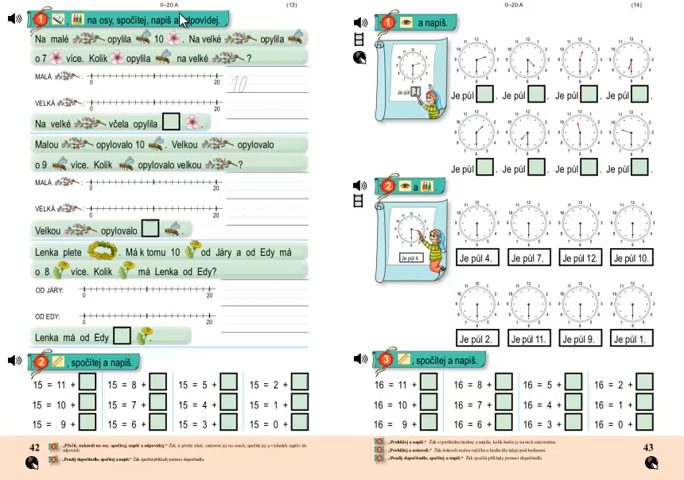 0–20 A
(13)
1 , na osy, spočítej, napiš a odpovídej.
Na malé opylila 10 . Na velké opylila
o 7 více. Kolik opylila na velké ?
MALÁ :
0 20
10
VELKÁ :
0 20
Na velké včela opylila .
Malou opylovalo 10 . Velkou opylovalo
o 9 více. Kolik opylovalo velkou ?
MALÁ :
0 20
VELKÁ :
0 20
Velkou opylovalo .
Lenka plete . Má k tomu 10 od Járy a od Edy má
o 8 více. Kolik má Lenka od Edy?
OD JÁRY:
0 20
OD EDY:
0 20
Lenka má od Edy .
2 , spočítej a napiš.
15 = 11 + 15 = 8 + 15 = 5 + 15 = 2 +
15 = 10 + 15 = 7 + 15 = 4 + 15 = 1 +
15 = 9 + 15 = 6 + 15 = 3 + 15 = 0 +
42
0–20 A
(14)
1 a napiš.
Je půl
Je půl . Je půl . Je půl . Je půl .
Je půl . Je půl . Je půl . Je půl .
2 a .
Je půl 4.
Je půl 4. Je půl 7. Je půl 12. Je půl 10.
Je půl 2. Je půl 11. Je půl 9. Je půl 1.
3 , spočítej a napiš.
16 = 11 + 16 = 8 + 16 = 5 + 16 = 2 +
16 = 10 + 16 = 7 + 16 = 4 + 16 = 1 +
16 = 9 + 16 = 6 + 16 = 3 + 16 = 0 +
43